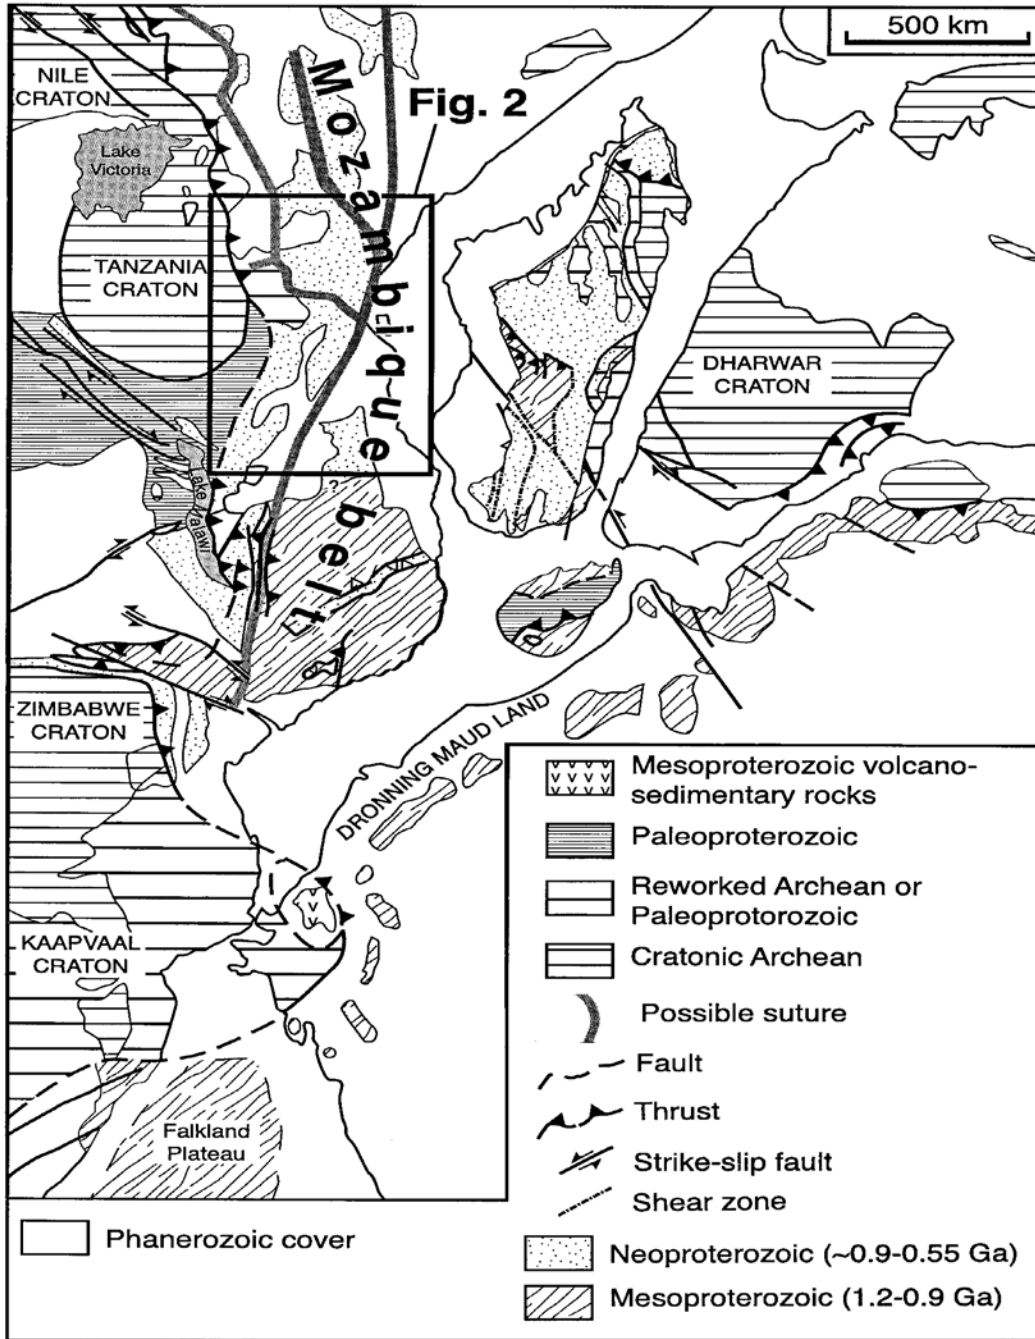 500 km
NILE
CRATON
Mozambique belt
Fig. 2
Lake
Victoria
TANZANIA
CRATON
DHARWAR
CRATON
Lake Malawi
?
ZIMBABWE
CRATON
DRONNING MAUD LAND
KAAPVAAL
CRATON
Falkland
Plateau
Mesoproterozoic volcano-
sedimentary rocks
Paleoproterozoic
Reworked Archean or
Paleoprotorozoic
Cratonic Archean
Possible suture
Fault
Thrust
Strike-slip fault
Shear zone
Phanerozoic cover
Neoproterozoic (~0.9-0.55 Ga)
Mesoproterozoic (1.2-0.9 Ga)